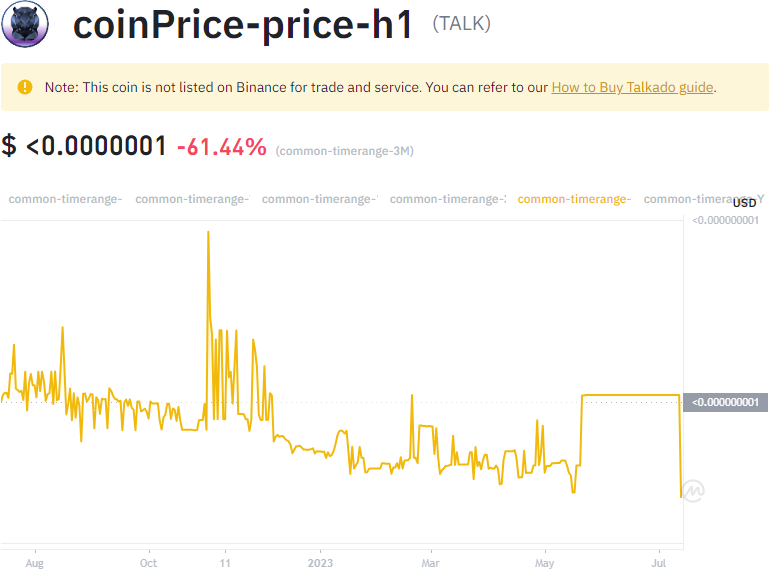 coinPrice-price-h1 (TALK)
Note: This coin is not listed on Binance for trade and service. You can refer to our How to Buy Talkado guide.
$ <0.0000001 -61.44% (common-timerange-3M)
common-timerange- common-timerange- common-timerange- common-timerange- common-timerange- common-timerange-Y
USD
<0.000000001
<0.000000001
Aug Oct 11 2023 Mar May Jul